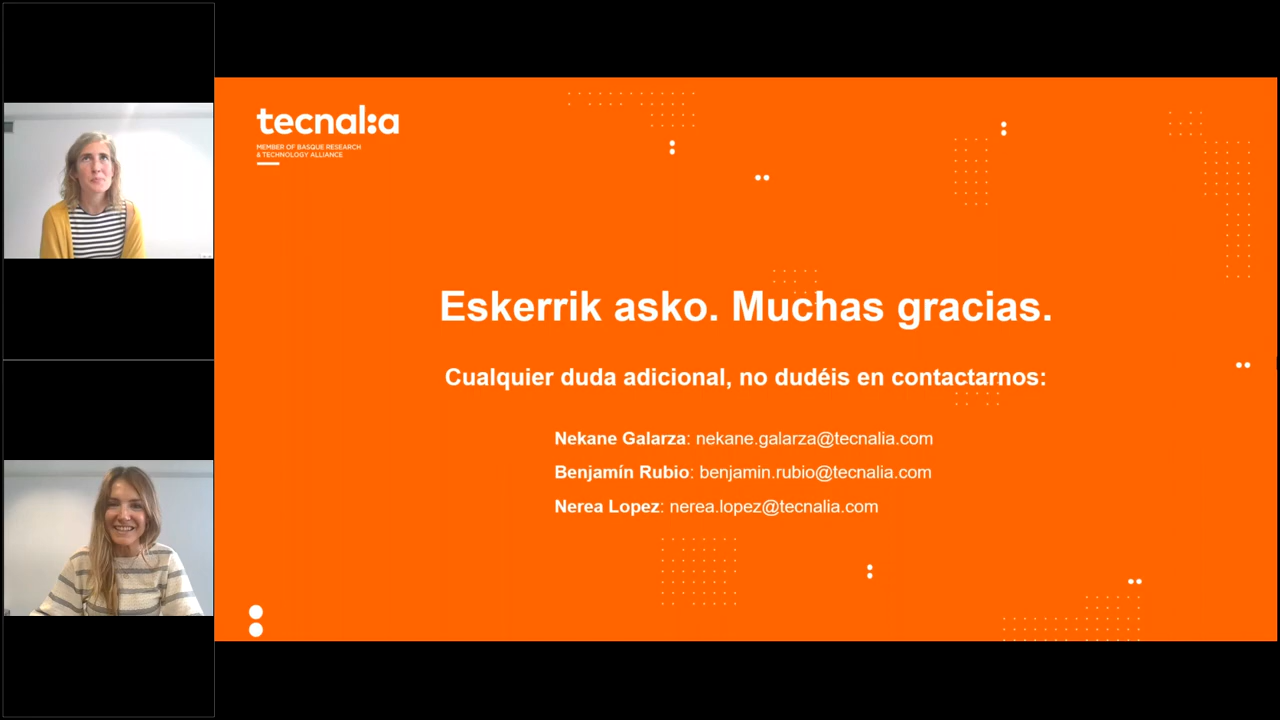 tecnalia
MEMBER OF BASQUE RESEARCH
& TECHNOLOGY ALLIANCE
Eskerrik asko. Muchas gracias.
Cualquier duda adicional, no dudéis en contactarnos:
Nekane Galarza: nekane.galarza@tecnalia.com
Benjamín Rubio: benjamin.rubio@tecnalia.com
Nerea Lopez: nerea.lopez@tecnalia.com